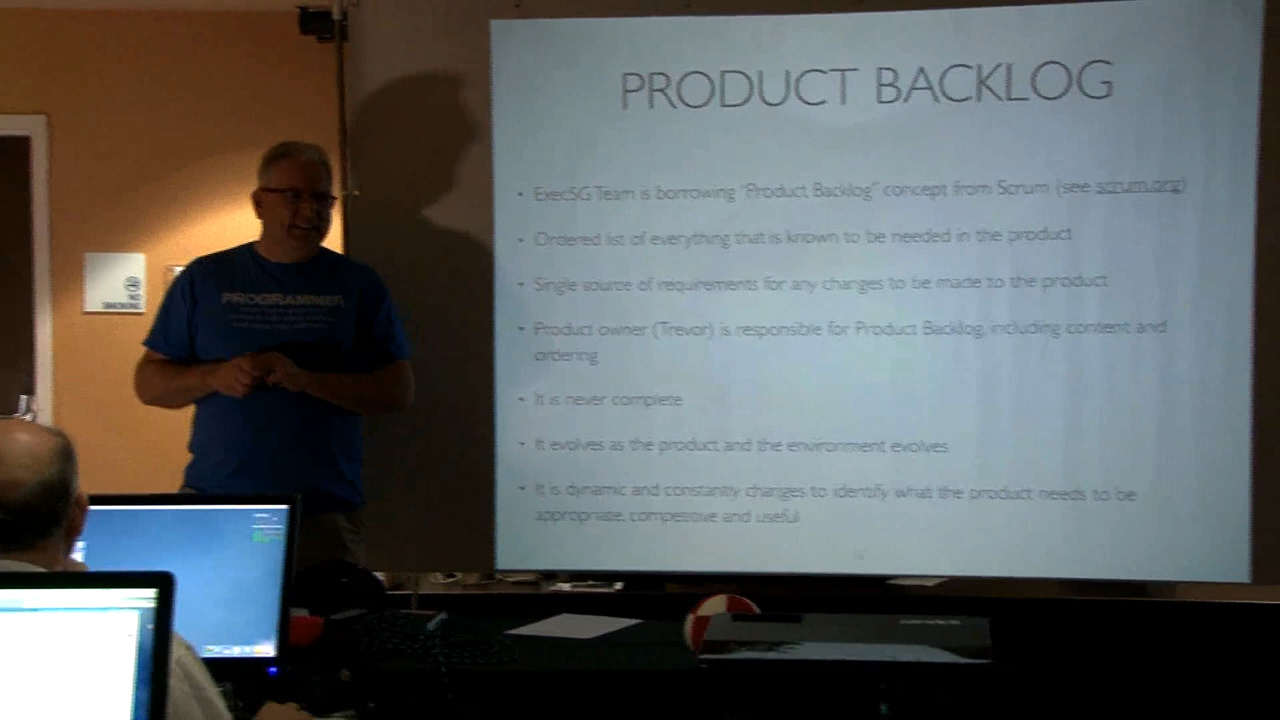 PRODUCT BACKLOG
• ExecSG Team is borrowing "Product Backlog" concept from Scrum (see scrum.org)
• Ordered list of everything that is known to be needed in the product
• Single source of requirements for any changes to be made to the product
• Product owner (Trevor) is responsible for Product Backlog, including content and
ordering
• It is never complete
• It evolves as the product and the environment evolves
• It is dynamic and constantly changes to identify what the product needs to be
appropriate, competitive and useful
PROGRAMMER
NO
SMOKING